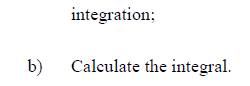 integration;
b) Calculate the integral.